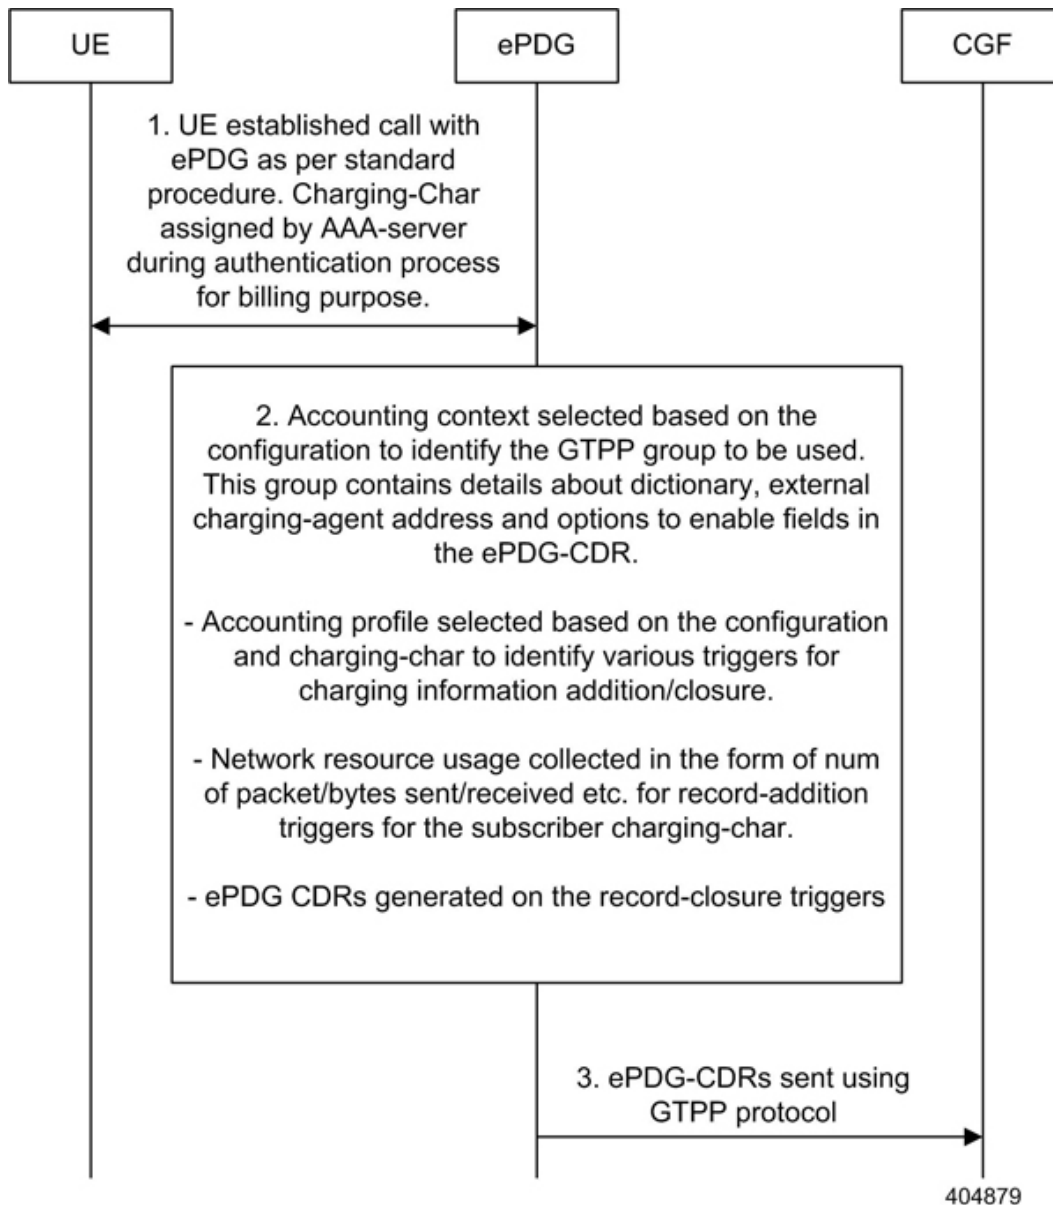 UE
ePDG
CGF
1. UE established call with
ePDG as per standard
procedure. Charging-Char
assigned by AAA-server
during authentication process
for billing purpose.
2. Accounting context selected based on the
configuration to identify the GTPP group to be used.
This group contains details about dictionary, external
charging-agent address and options to enable fields in
the ePDG-CDR.
- Accounting profile selected based on the configuration
and charging-char to identify various triggers for
charging information addition/closure.
- Network resource usage collected in the form of num
of packet/bytes sent/received etc. for record-addition
triggers for the subscriber charging-char.
- ePDG CDRs generated on the record-closure triggers
3. ePDG-CDRs sent using
GTPP protocol
404879